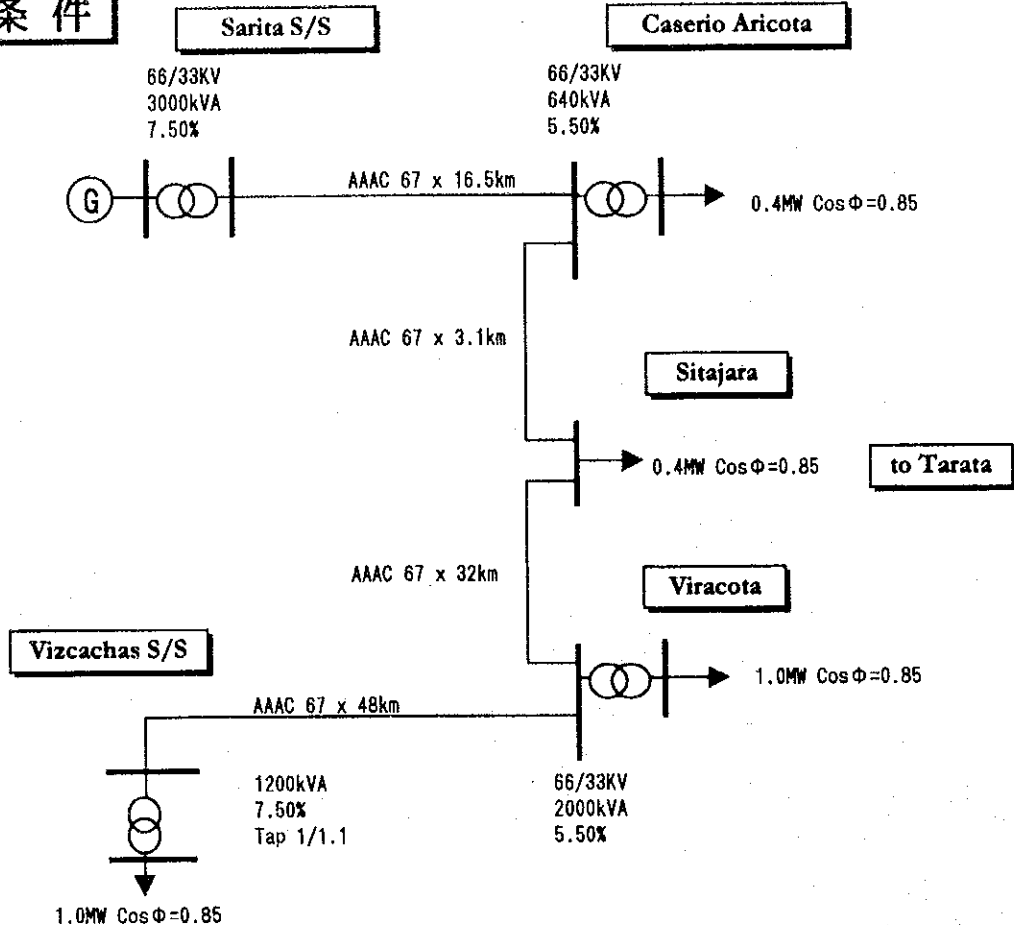 条 件
Sarita S/S
Caserio Aricota
66/33KV
3000kVA
7.50%
66/33KV
640kVA
5.50%
G
AAAC 67 x 16.5km
0.4MW CosΦ=0.85
AAAC 67 x 3.1km
Sitajara
0.4MW CosΦ=0.85
to Tarata
AAAC 67 x 32km
Viracota
Vizcachas S/S
1.0MW CosΦ=0.85
AAAC 67 x 48km
1200kVA
7.50%
Tap 1/1.1
66/33KV
2000kVA
5.50%
1.0MW CosΦ=0.85